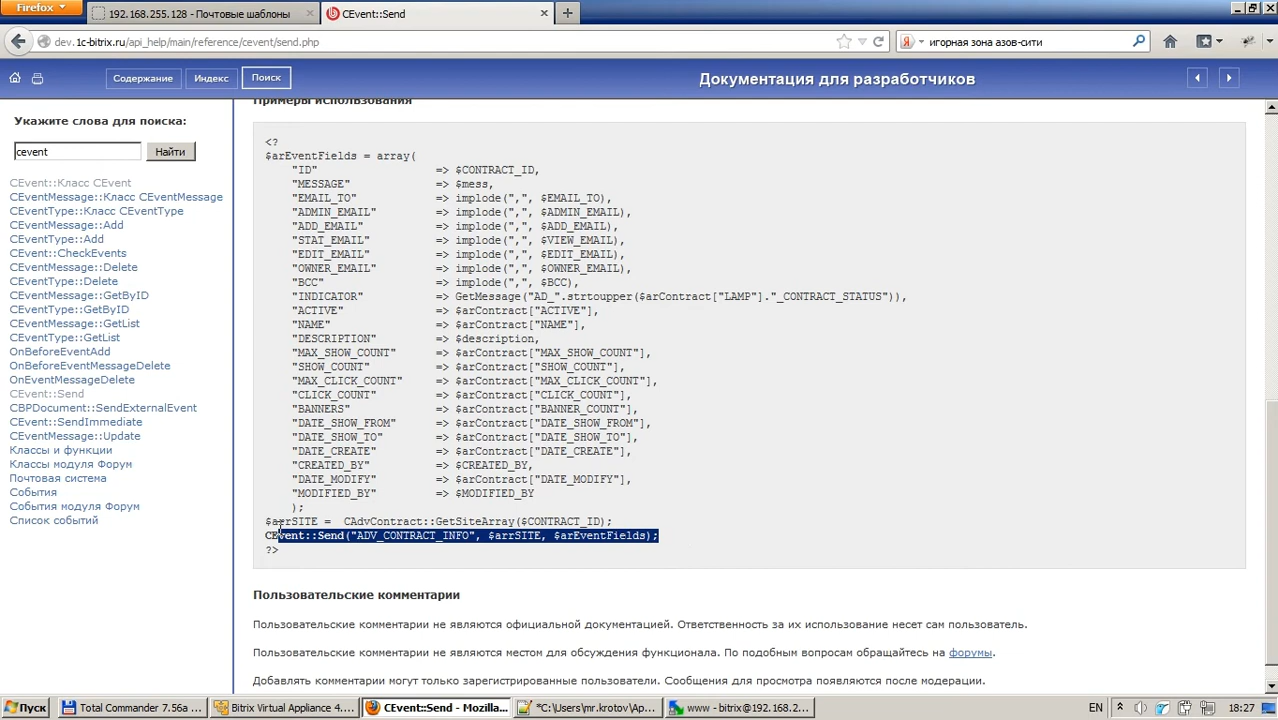 Firefox
192.168.255.128 - Почтовые шаблоны
CEvent::Send
dev.1c-bitrix.ru/api_help/main/reference/cevent/send.php
игорная зона азов-сити
Содержание
Индекс
Поиск
Документация для разработчиков
Укажите слова для поиска:
cevent
Найти
CEvent::Класс CEvent
CEventMessage::Класс CEventMessage
CEventType::Класс CEventType
CEventMessage::Add
CEventType::Add
CEvent::CheckEvents
CEventMessage::Delete
CEventType::Delete
CEventMessage::GetByID
CEventType::GetByID
CEventMessage::GetList
CEventType::GetList
OnBeforeEventAdd
OnBeforeEventMessageDelete
OnEventMessageDelete
CEvent::Send
CBPDocument::SendExternalEvent
CEvent::SendImmediate
CEventMessage::Update
Классы и функции
Классы модуля Форум
Почтовая система
События
События модуля Форум
Список событий
Примеры использования
<?
$arEventFields = array(
"ID" => $CONTRACT_ID,
"MESSAGE" => $mess,
"EMAIL_TO" => implode(",", $EMAIL_TO),
"ADMIN_EMAIL" => implode(",", $ADMIN_EMAIL),
"ADD_EMAIL" => implode(",", $ADD_EMAIL),
"STAT_EMAIL" => implode(",", $VIEW_EMAIL),
"EDIT_EMAIL" => implode(",", $EDIT_EMAIL),
"OWNER_EMAIL" => implode(",", $OWNER_EMAIL),
"BCC" => implode(",", $BCC),
"INDICATOR" => GetMessage("AD_".strtoupper($arContract["LAMP"]."_CONTRACT_STATUS")),
"ACTIVE" => $arContract["ACTIVE"],
"NAME" => $arContract["NAME"],
"DESCRIPTION" => $description,
"MAX_SHOW_COUNT" => $arContract["MAX_SHOW_COUNT"],
"SHOW_COUNT" => $arContract["SHOW_COUNT"],
"MAX_CLICK_COUNT" => $arContract["MAX_CLICK_COUNT"],
"CLICK_COUNT" => $arContract["CLICK_COUNT"],
"BANNERS" => $arContract["BANNER_COUNT"],
"DATE_SHOW_FROM" => $arContract["DATE_SHOW_FROM"],
"DATE_SHOW_TO" => $arContract["DATE_SHOW_TO"],
"DATE_CREATE" => $arContract["DATE_CREATE"],
"CREATED_BY" => $CREATED_BY,
"DATE_MODIFY" => $arContract["DATE_MODIFY"],
"MODIFIED_BY" => $MODIFIED_BY
);
$arrSITE = CAdvContract::GetSiteArray($CONTRACT_ID);
CEvent::Send("ADV_CONTRACT_INFO", $arrSITE, $arEventFields);
?>
Пользовательские комментарии
Пользовательские комментарии не являются официальной документацией. Ответственность за их использование несет сам пользователь.
Пользовательские комментарии не являются местом для обсуждения функционала. По подобным вопросам обращайтесь на форумы.
Добавлять комментарии могут только зарегистрированные пользователи. Сообщения для просмотра появляются после модерации.
Пуск
Total Commander 7.56a ...
Bitrix Virtual Appliance 4....
CEvent::Send - Mozilla...
*C:\Users\mr.krotov\Ap...
www - bitrix@192.168.2...
EN
18:27